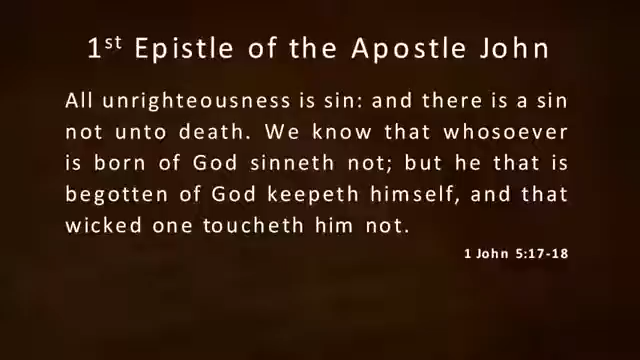 1st Epistle of the Apostle John
All unrighteousness is sin: and there is a sin
not unto death. We know that whosoever
is born of God sinneth not; but he that is
begotten of God keepeth himself, and that
wicked one toucheth him not.
1 John 5:17-18